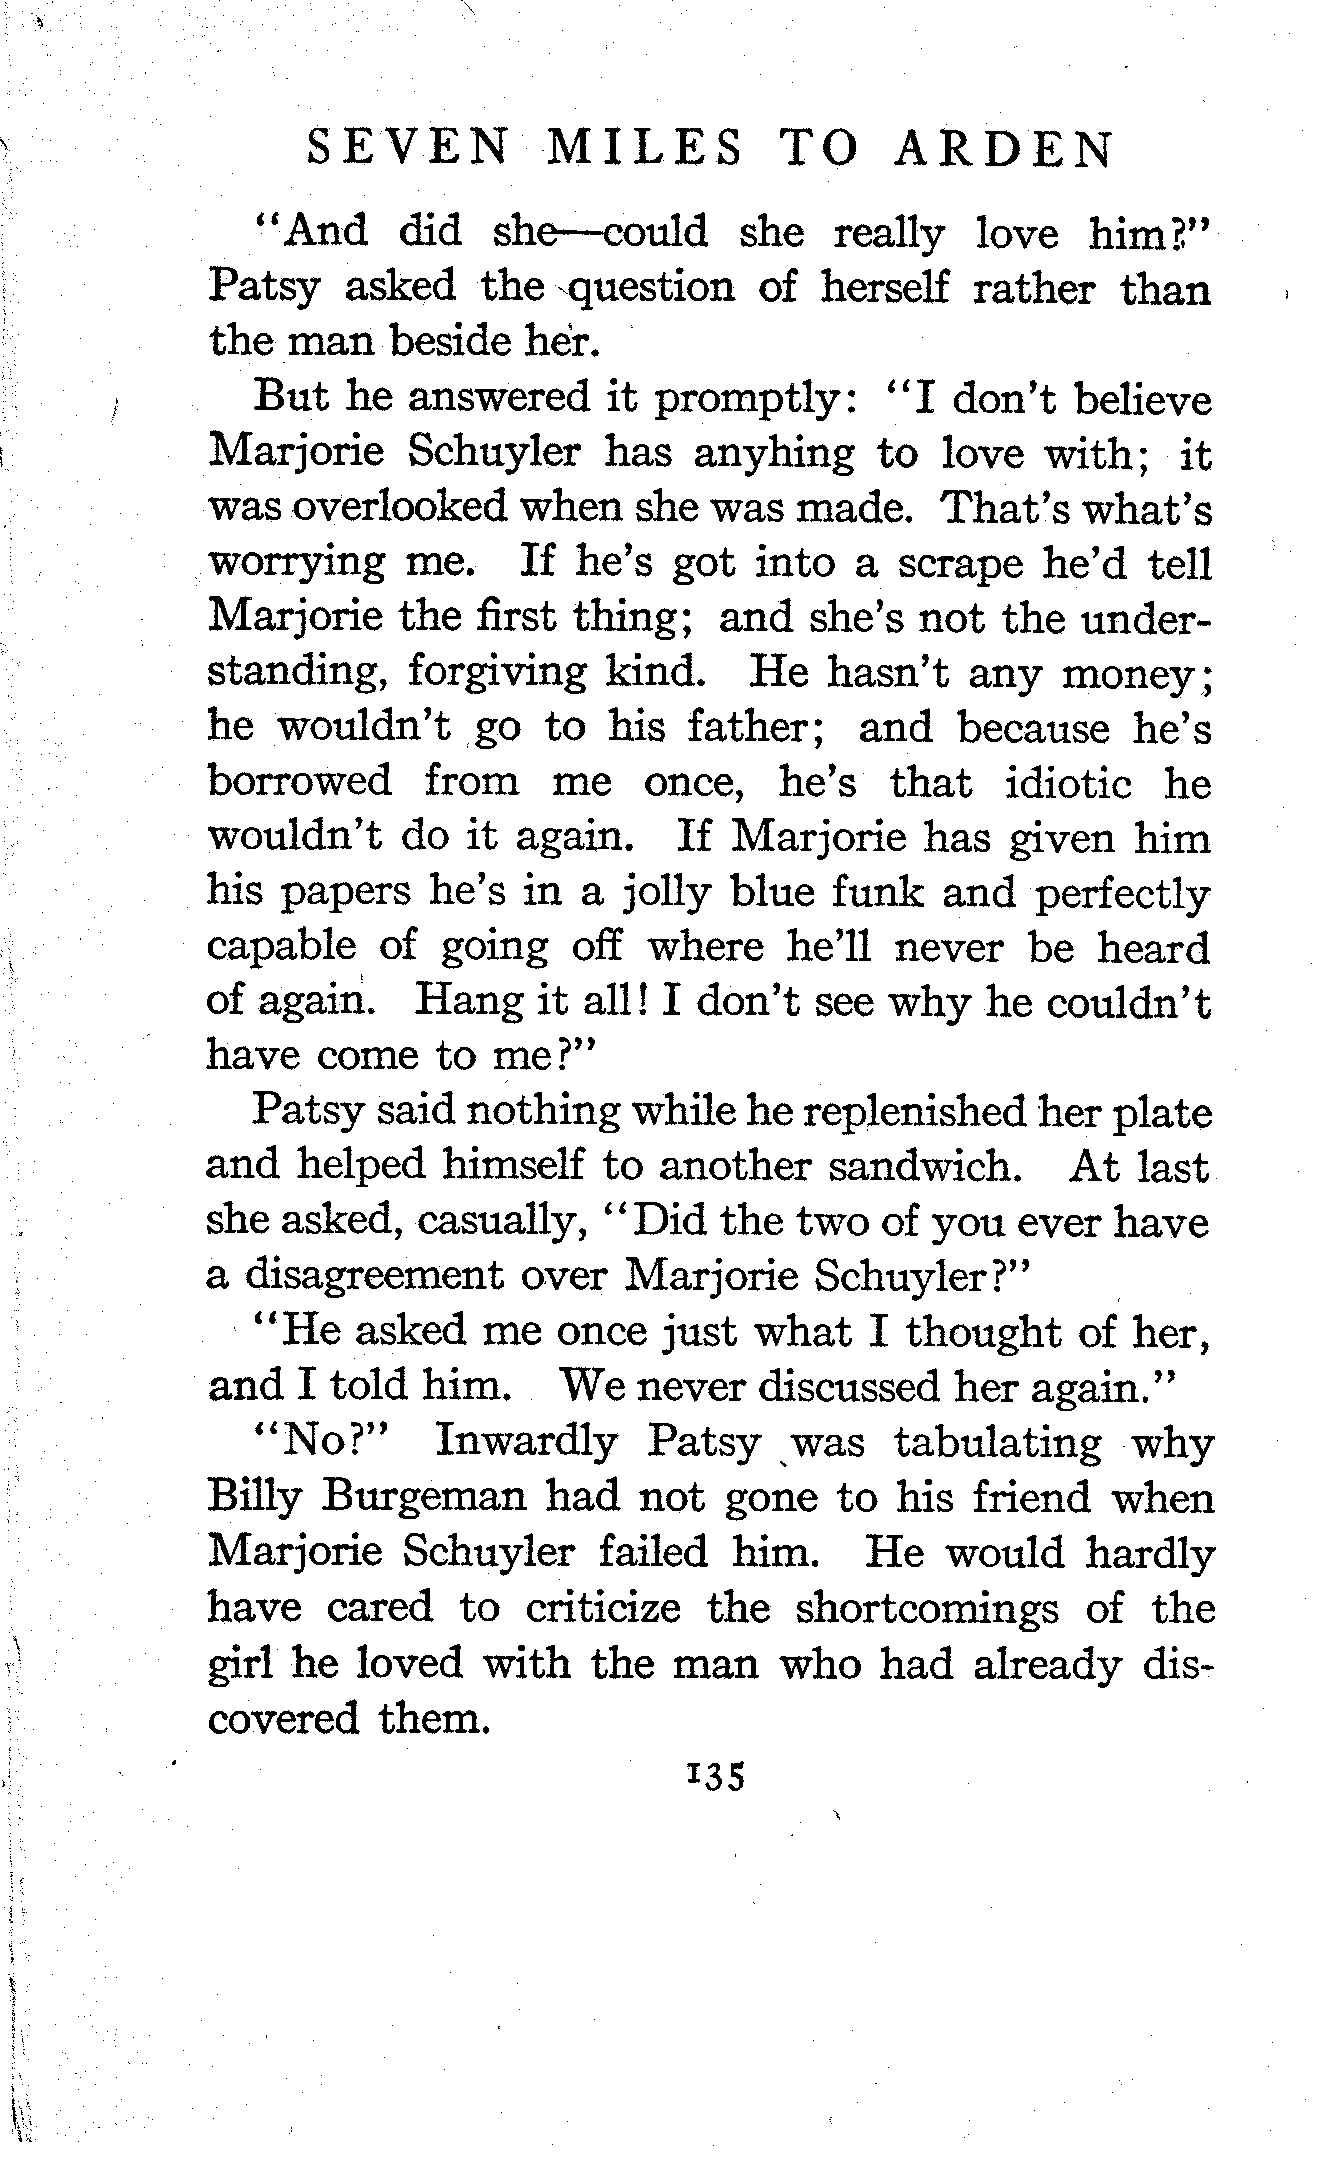 SEVEN MILES TO ARDEN
"And did she—could she really love him?"
Patsy asked the question of herself rather than
the man beside her.
But he answered it promptly: "I don't believe
Marjorie Schuyler has anyhing to love with; it
was overlooked when she was made. That's what's
worrying me. If he's got into a scrape he'd tell
Marjorie the first thing; and she's not the under-
standing, forgiving kind. He hasn't any money;
he wouldn't go to his father; and because he's
borrowed from me once, he's that idiotic he
wouldn't do it again. If Marjorie has given him
his papers he's in a jolly blue funk and perfectly
capable of going off where he'll never be heard
of again. Hang it all! I don't see why he couldn't
have come to me?"
Patsy said nothing while he replenished her plate
and helped himself to another sandwich. At last
she asked, casually, "Did the two of you ever have
a disagreement over Marjorie Schuyler?"
"He asked me once just what I thought of her,
and I told him. We never discussed her again."
"No?" Inwardly Patsy was tabulating why
Billy Burgeman had not gone to his friend when
Marjorie Schuyler failed him. He would hardly
have cared to criticize the shortcomings of the
girl he loved with the man who had already dis-
covered them.
135